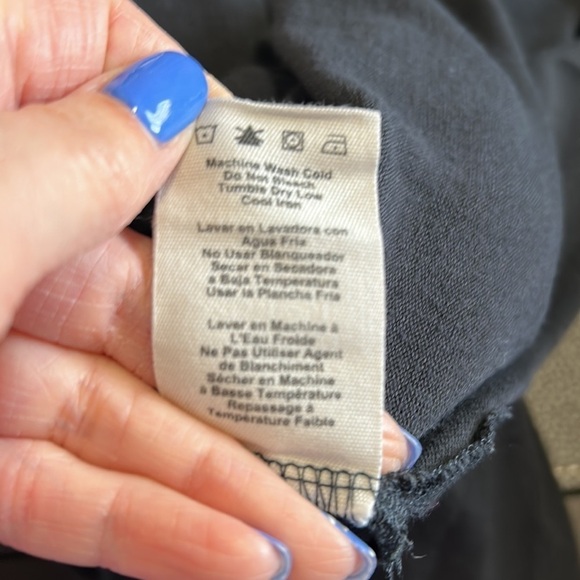 Machine Wash Cold
Do Not Bleach
Tumble Dry Low
Cool Iron
Lavar en Lavadora con
Agua Fria
No Usar Blanqueador
Secar en Secadora
a Baja Temperatura
Usar la Plancha Fria
Laver en Machine à
L'Eau Froide
Ne Pas Utiliser Agent
de Blanchiment
Sécher en Machine
à Basse Température
Repassage à
Température Faible